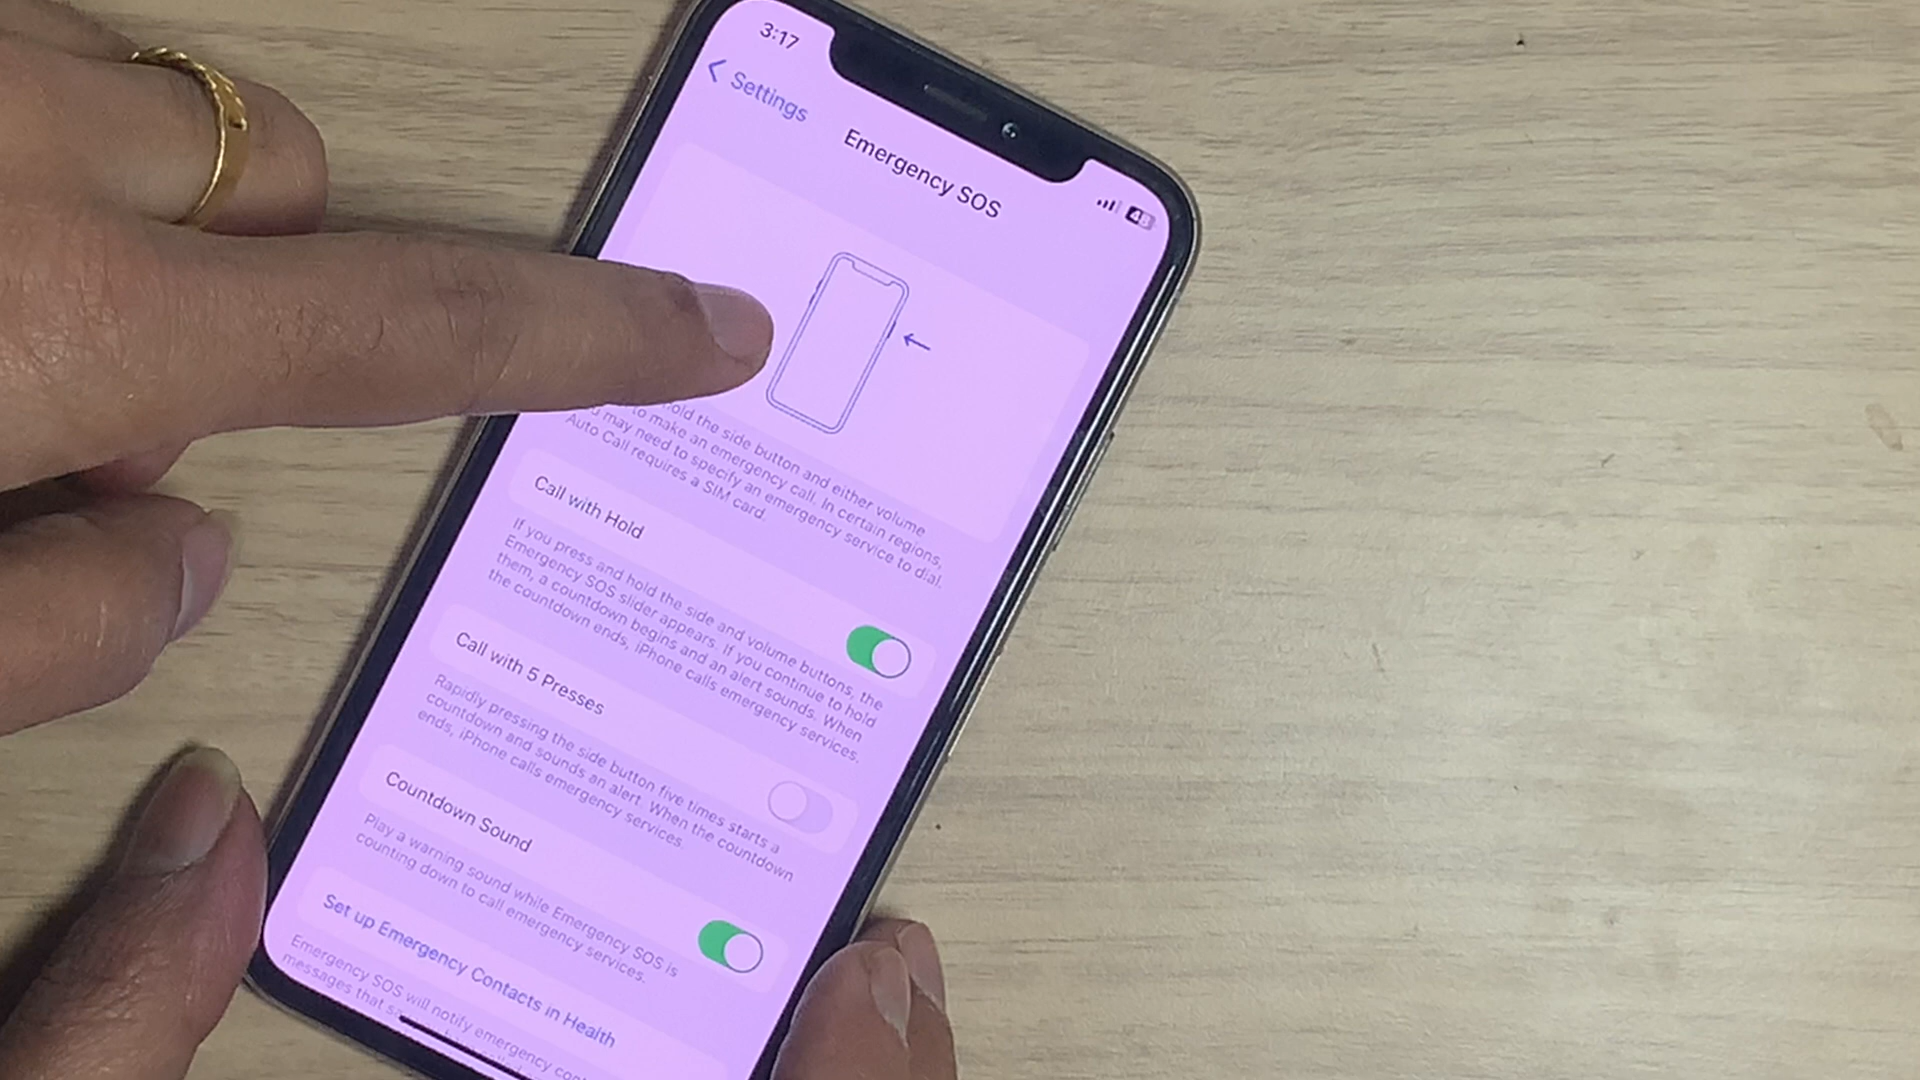 3:17
Settings
48
Emergency SOS
hold the side button and either volume
to make an emergency call. In certain regions,
may need to specify an emergency service to dial.
Auto Call requires a SIM card.
Call with Hold
If you press and hold the side and volume buttons, the
Emergency SOS slider appears. If you continue to hold
them, a countdown begins and an alert sounds. When
the countdown ends, iPhone calls emergency services.
Call with 5 Presses
Rapidly pressing the side button five times starts a
countdown and sounds an alert. When the countdown
ends, iPhone calls emergency services.
Countdown Sound
Play a warning sound while Emergency SOS is
counting down to call emergency services.
Set up Emergency Contacts in Health
Emergency SOS will notify emergency
messages that